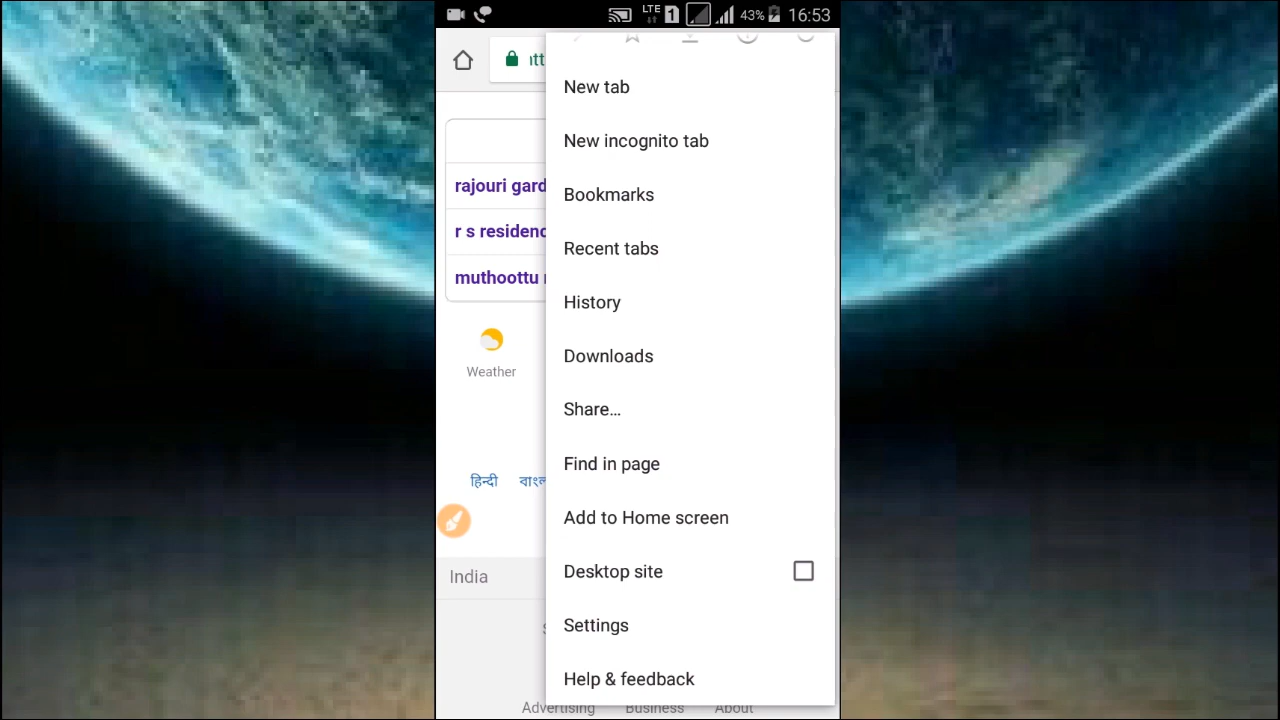 LTE 1 43% 16:53
New tab
New incognito tab
Bookmarks
rajouri gard
r s residenc
Recent tabs
muthoottu
History
Downloads
Weather
Share...
Find in page
हिन्दी
Add to Home screen
Desktop site
India
Settings
Help & feedback
Advertising Business About